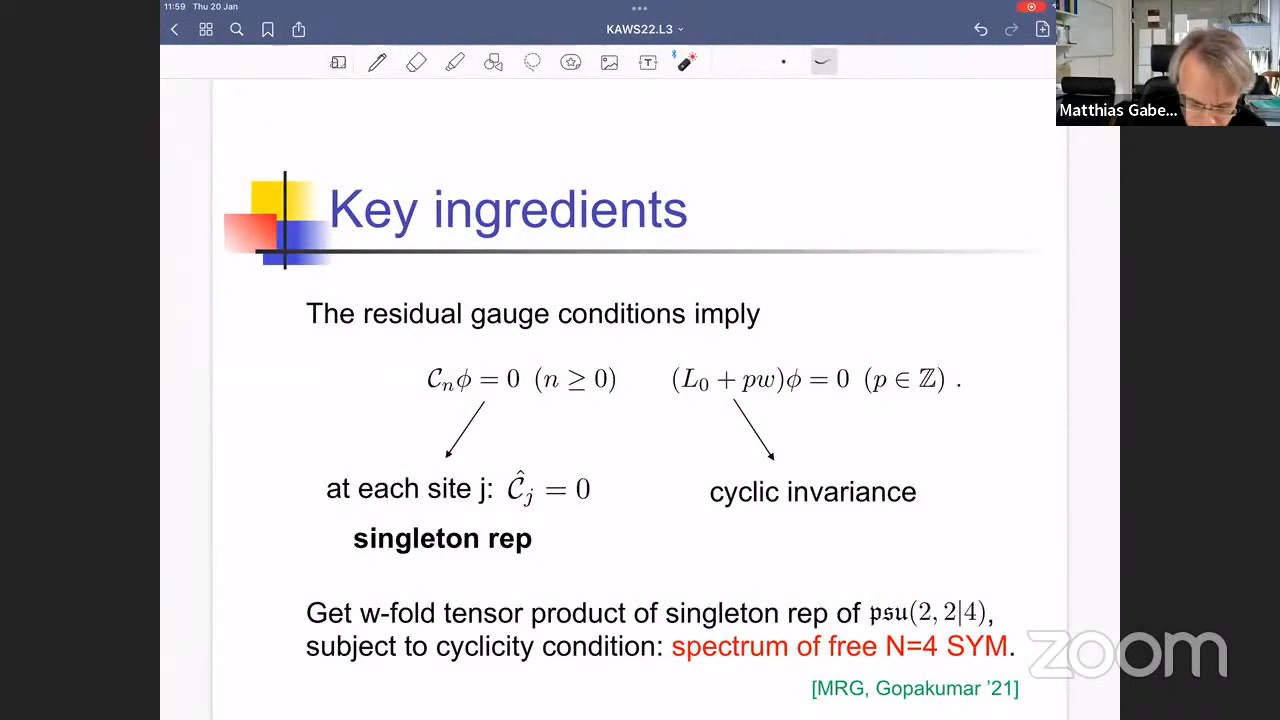 11:59 Thu 20 Jan
KAWS22.L3
Matthias Gabe...
Key ingredients
The residual gauge conditions imply
𝒞ₙϕ = 0 (n ≥ 0) (L₀ + pw)ϕ = 0 (p ∈ ℤ) .
at each site j: 𝒞̂ⱼ = 0 cyclic invariance
singleton rep
Get w-fold tensor product of singleton rep of 𝔭𝔰𝔲(2, 2|4),
subject to cyclicity condition: spectrum of free N=4 SYM.
[MRG, Gopakumar '21]
zoom